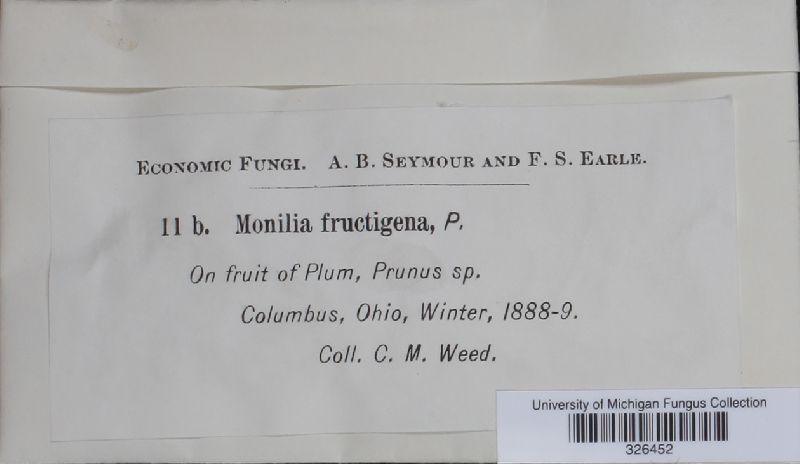 Economic Fungi. A. B. Seymour and F. S. Earle.
11 b. Monilia fructigena, P.
On fruit of Plum, Prunus sp.
Columbus, Ohio, Winter, 1888-9.
Coll. C. M. Weed.
University of Michigan Fungus Collection
326452